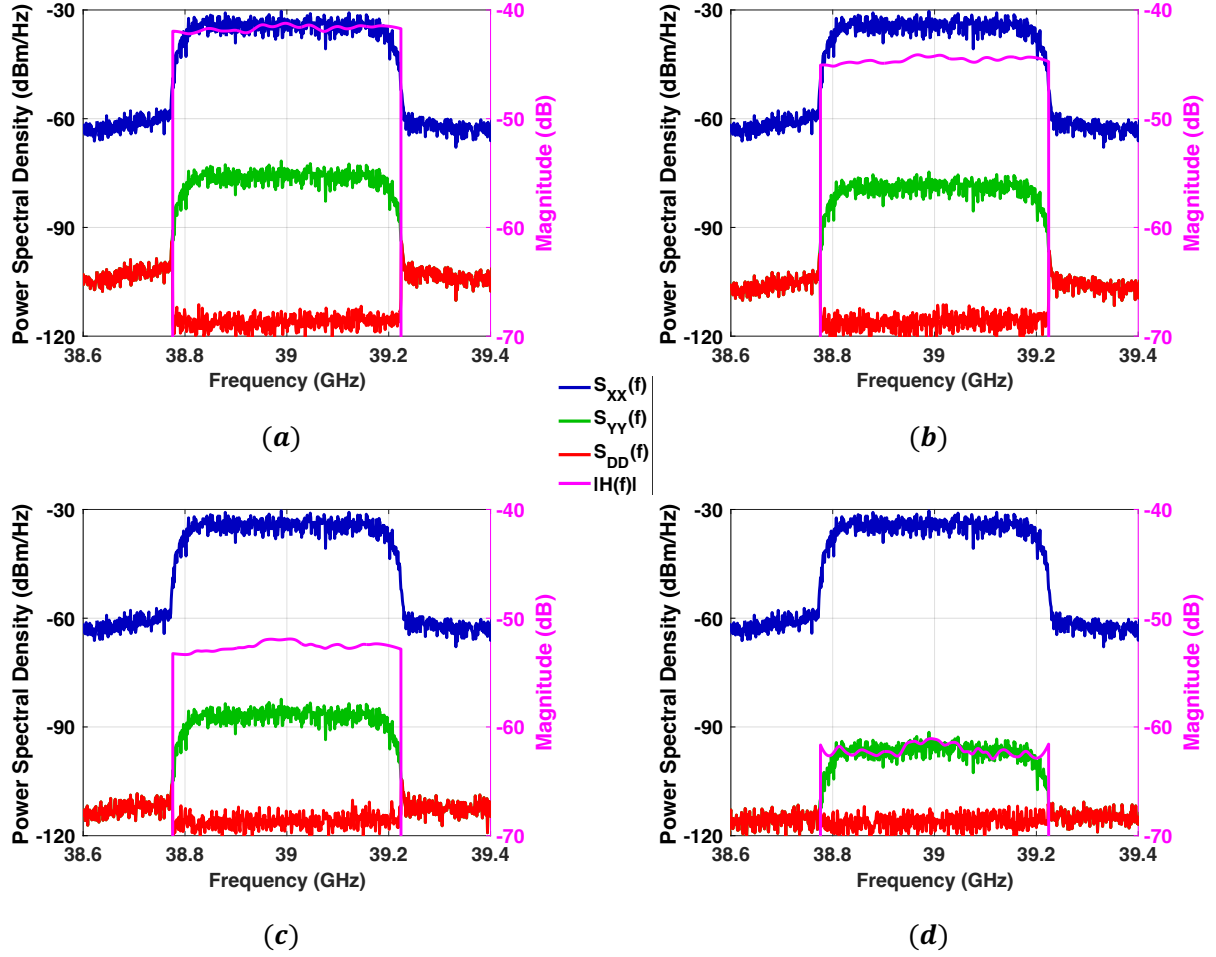 -30
-60
-90
-120
Power Spectral Density (dBm/Hz)
38.6 38.8 39 39.2 39.4
Frequency (GHz)
-40
-50
-60
-70
Magnitude (dB)
(a)
-30
-60
-90
-120
Power Spectral Density (dBm/Hz)
38.6 38.8 39 39.2 39.4
Frequency (GHz)
-40
-50
-60
-70
Magnitude (dB)
(b)
S_XX(f)
S_YY(f)
S_DD(f)
|H(f)|
-30
-60
-90
-120
Power Spectral Density (dBm/Hz)
38.6 38.8 39 39.2 39.4
Frequency (GHz)
-40
-50
-60
-70
Magnitude (dB)
(c)
-30
-60
-90
-120
Power Spectral Density (dBm/Hz)
38.6 38.8 39 39.2 39.4
Frequency (GHz)
-40
-50
-60
-70
Magnitude (dB)
(d)